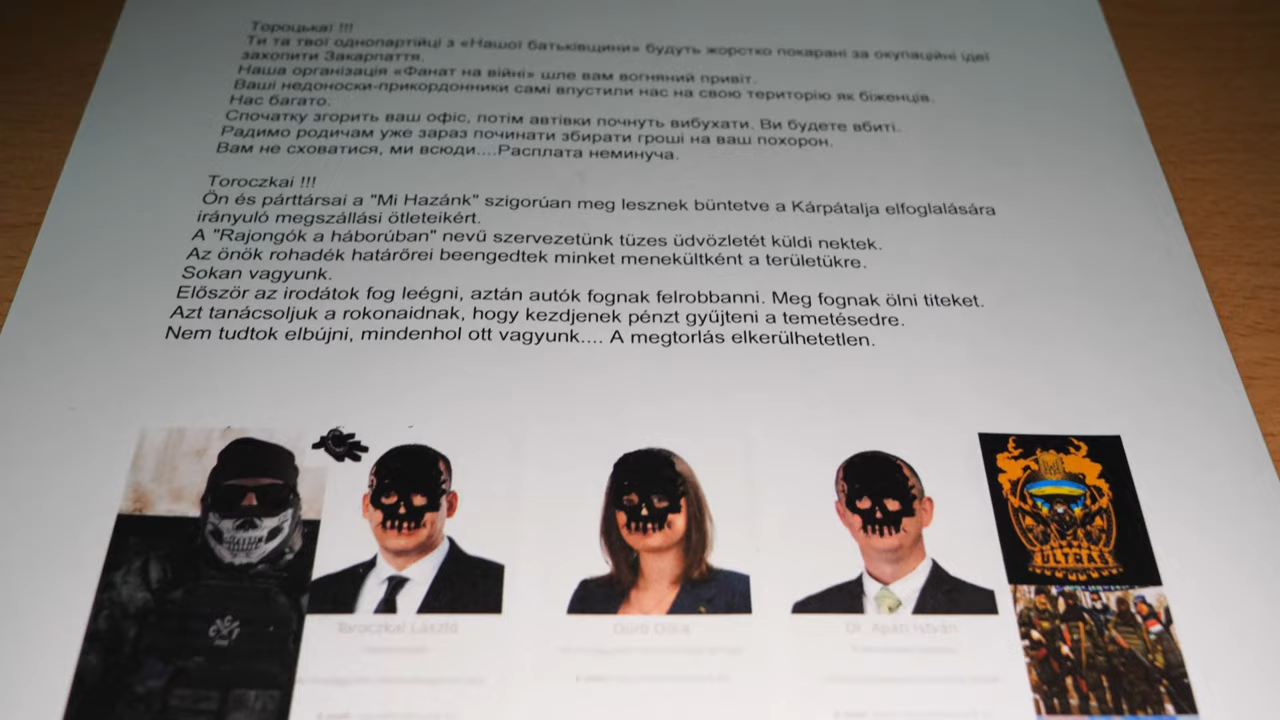 Тороцькаї !!!
Ти та твої однопартійці з «Нашої батьківщини» будуть жорстко покарані за окупаційні ідеї
захопити Закарпаття.
Наша організація «Фанат на війні» шле вам вогняний привіт.
Ваші недоноски-прикордонники самі впустили нас на свою територію як біженців.
Нас багато.
Спочатку згорить ваш офіс, потім автівки почнуть вибухати. Ви будете вбиті.
Радимо родичам уже зараз починати збирати гроші на ваш похорон.
Вам не сховатися, ми всюди....Расплата неминуча.
Toroczkai !!!
Ön és párttársai a "Mi Hazánk" szigorúan meg lesznek büntetve a Kárpátalja elfoglalására
irányuló megszállási ötleteikért.
A "Rajongók a háborúban" nevű szervezetünk tüzes üdvözletét küldi nektek.
Az önök rohadék határőrei beengedtek minket menekültként a területükre.
Sokan vagyunk.
Először az irodátok fog leégni, aztán autók fognak felrobbanni. Meg fognak ölni titeket.
Azt tanácsoljuk a rokonaidnak, hogy kezdjenek pénzt gyűjteni a temetésedre.
Nem tudtok elbújni, mindenhol ott vagyunk.... A megtorlás elkerülhetetlen.
ULTRAS
Toroczkai László
Dr. Apáti István